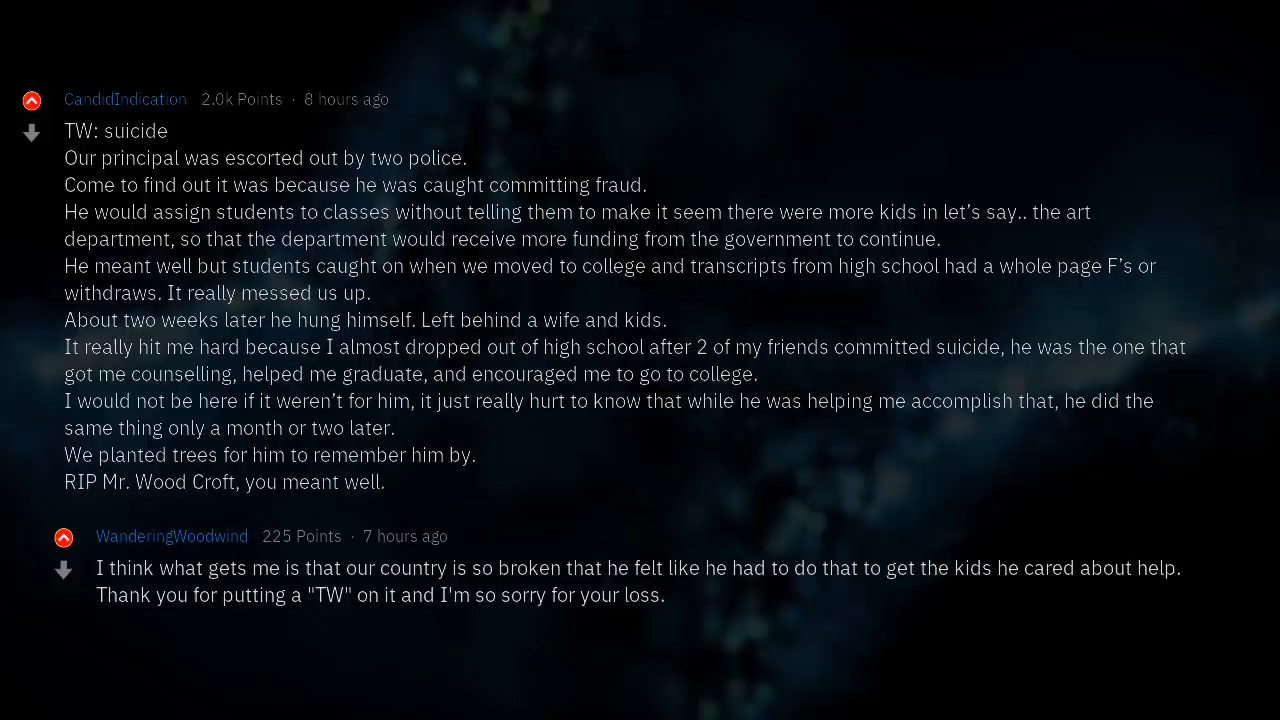 CandidIndication 2.0k Points · 8 hours ago
TW: suicide
Our principal was escorted out by two police.
Come to find out it was because he was caught committing fraud.
He would assign students to classes without telling them to make it seem there were more kids in let’s say.. the art
department, so that the department would receive more funding from the government to continue.
He meant well but students caught on when we moved to college and transcripts from high school had a whole page F’s or
withdraws. It really messed us up.
About two weeks later he hung himself. Left behind a wife and kids.
It really hit me hard because I almost dropped out of high school after 2 of my friends committed suicide, he was the one that
got me counselling, helped me graduate, and encouraged me to go to college.
I would not be here if it weren’t for him, it just really hurt to know that while he was helping me accomplish that, he did the
same thing only a month or two later.
We planted trees for him to remember him by.
RIP Mr. Wood Croft, you meant well.
WanderingWoodwind 225 Points · 7 hours ago
I think what gets me is that our country is so broken that he felt like he had to do that to get the kids he cared about help.
Thank you for putting a "TW" on it and I'm so sorry for your loss.